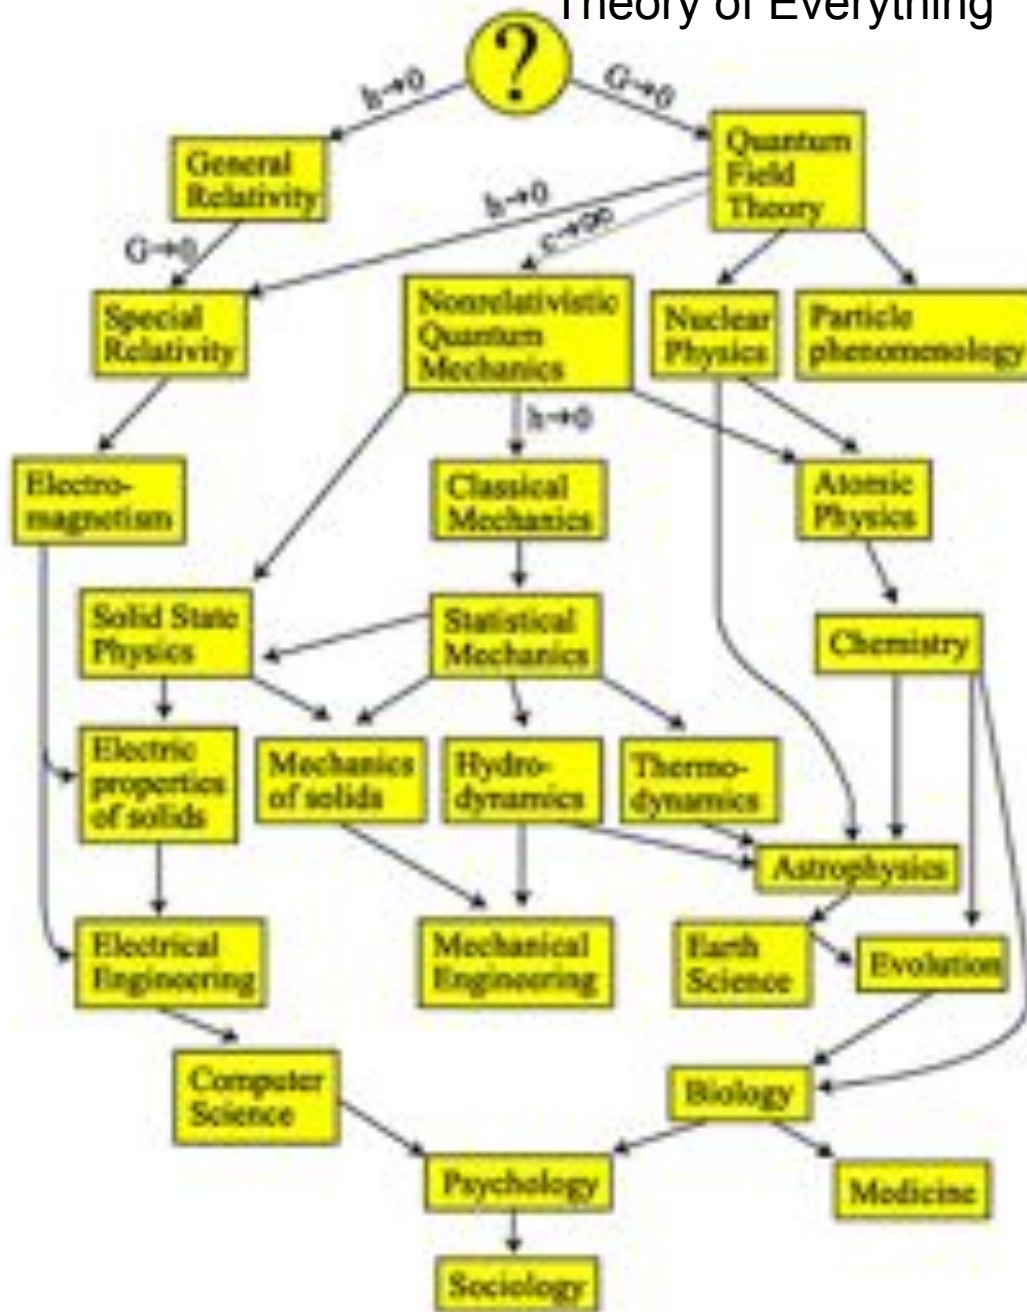 Theory of Everything
?
h→0
G→0
General
Relativity
Quantum
Field
Theory
h→0
c→∞
G→0
Special
Relativity
Nonrelativistic
Quantum
Mechanics
Nuclear
Physics
Particle
phenomenology
h→0
Electro-
magnetism
Classical
Mechanics
Atomic
Physics
Solid State
Physics
Statistical
Mechanics
Chemistry
Electric
properties
of solids
Mechanics
of solids
Hydro-
dynamics
Thermo-
dynamics
Astrophysics
Electrical
Engineering
Mechanical
Engineering
Earth
Science
Evolution
Computer
Science
Biology
Psychology
Medicine
Sociology